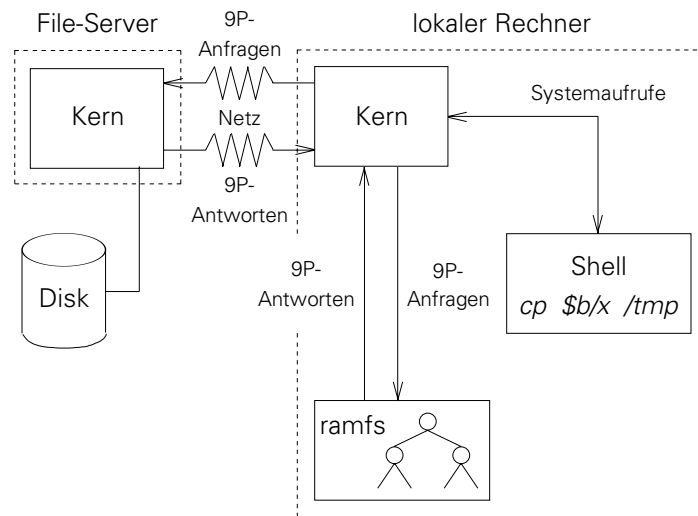 File-Server
9P-
Anfragen
lokaler Rechner
Kern
Netz
Kern
Systemaufrufe
9P-
Antworten
Disk
9P-
Antworten
9P-
Anfragen
Shell
cp $b/x /tmp
ramfs